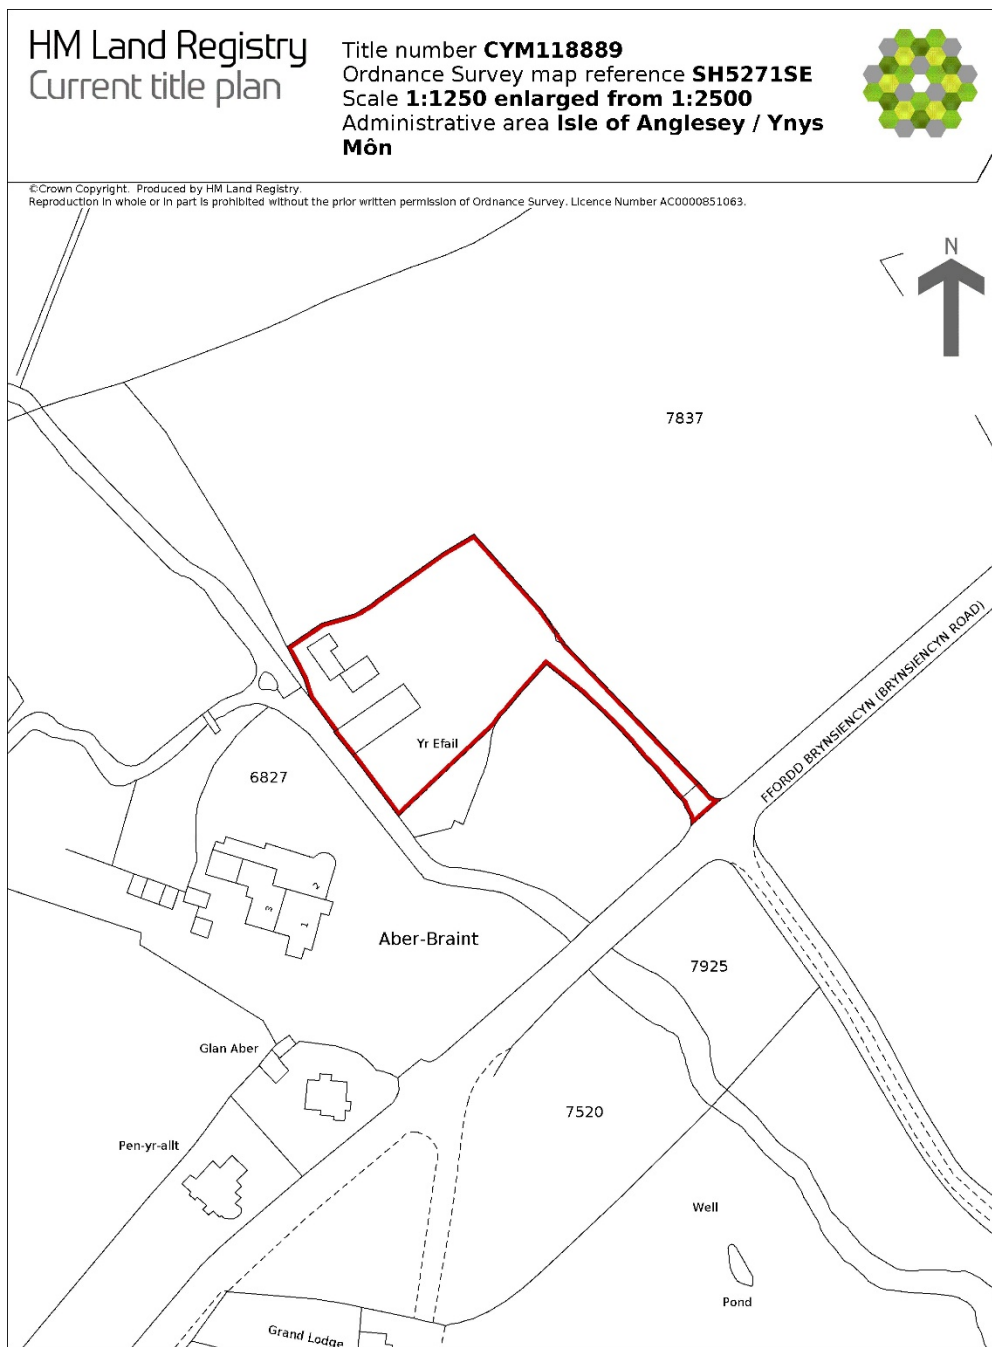 HM Land Registry
Current title plan
Title number CYM118889
Ordnance Survey map reference SH5271SE
Scale 1:1250 enlarged from 1:2500
Administrative area Isle of Anglesey / Ynys
Môn
©Crown Copyright. Produced by HM Land Registry.
Reproduction in whole or in part is prohibited without the prior written permission of Ordnance Survey. Licence Number AC0000851063.
N
7837
FFORDD BRYNSIENCYN (BRYNSIENCYN ROAD)
Yr Efail
6827
2
3
1
Aber-Braint
7925
Glan Aber
7520
Pen-yr-allt
Well
Pond
Grand Lodge